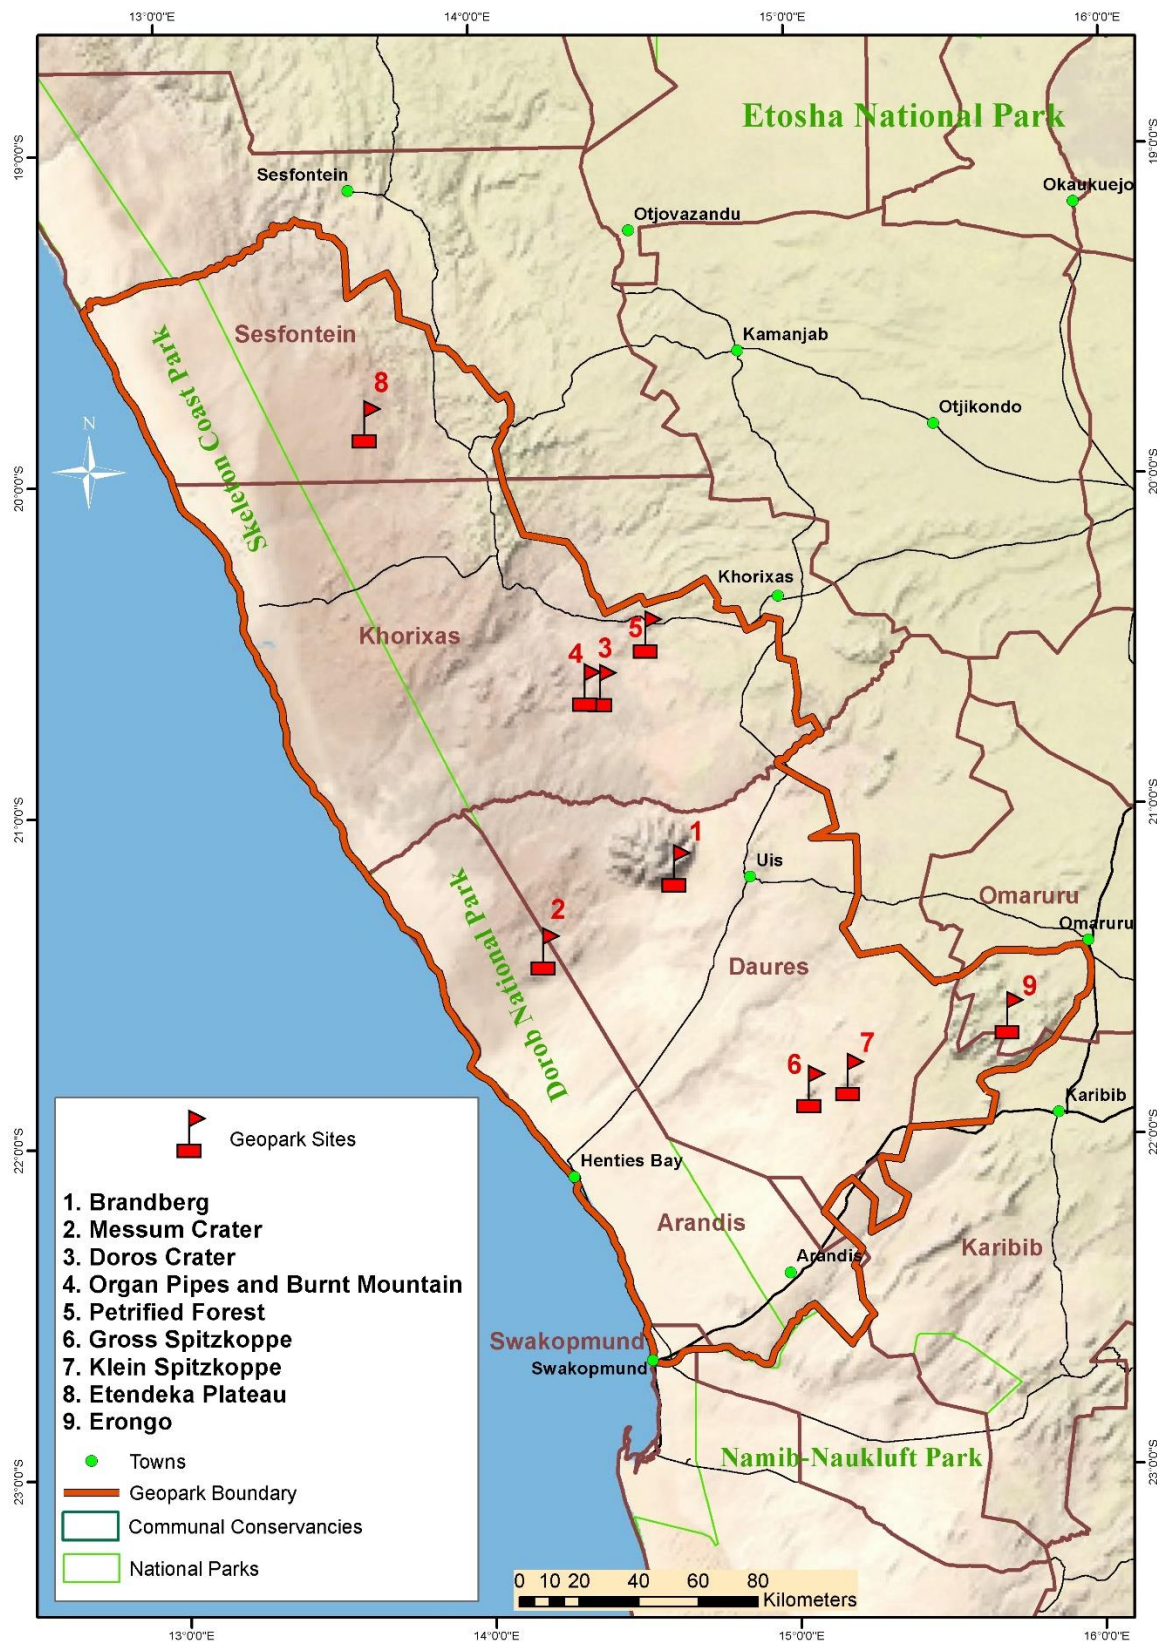 13°0'0"E
14°0'0"E
15°0'0"E
16°0'0"E
Etosha National Park
19°0'0"S
19°0'0"S
Sesfontein
Okaukuejo
Otjovazandu
Sesfontein
Kamanjab
Skeleton Coast Park
8
Otjikondo
N
20°0'0"S
20°0'0"S
Khorixas
Khorixas
5
4
3
21°0'0"S
21°0'0"S
1
Uis
Dorob National Park
2
Omaruru
Omaruru
Daures
9
6
7
Karibib
22°0'0"S
22°0'0"S
Henties Bay
Arandis
Karibib
Arandis
Swakopmund
Swakopmund
Namib-Naukluft Park
23°0'0"S
23°0'0"S
Geopark Sites
1. Brandberg
2. Messum Crater
3. Doros Crater
4. Organ Pipes and Burnt Mountain
5. Petrified Forest
6. Gross Spitzkoppe
7. Klein Spitzkoppe
8. Etendeka Plateau
9. Erongo
Towns
Geopark Boundary
Communal Conservancies
National Parks
0 10 20 40 60 80
Kilometers
13°0'0"E
14°0'0"E
15°0'0"E
16°0'0"E